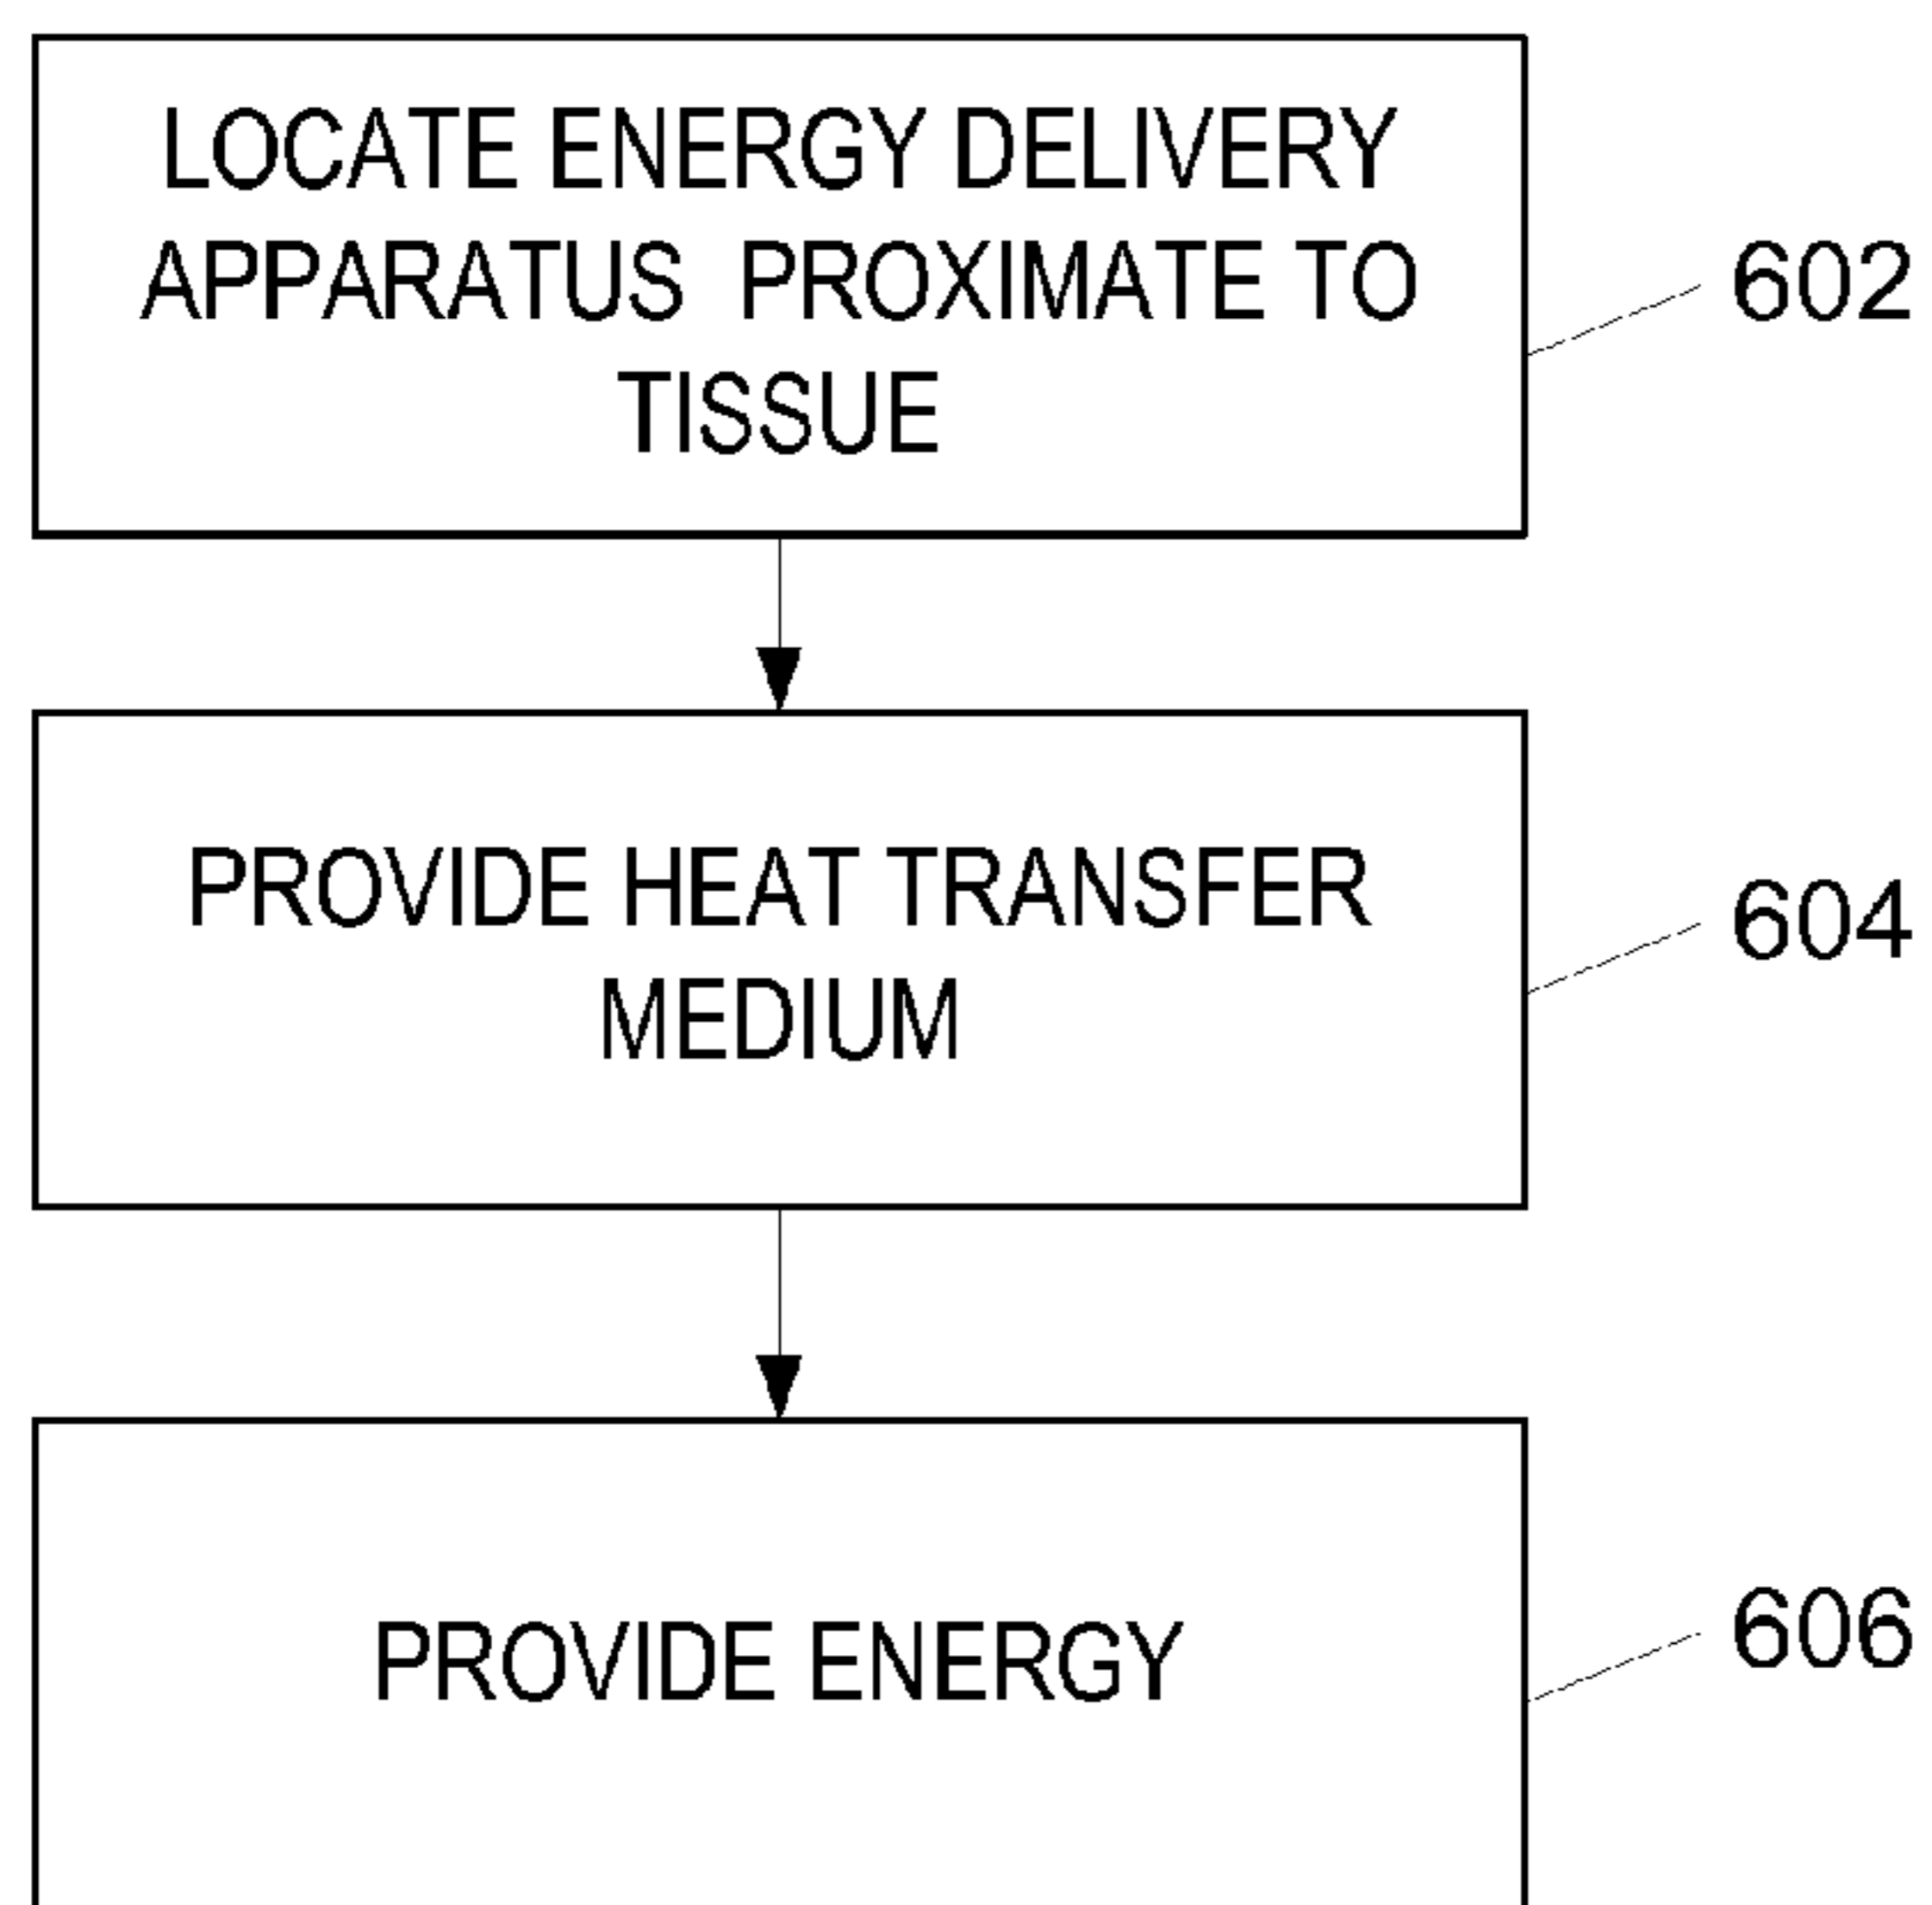 LOCATE ENERGY DELIVERY
APPARATUS PROXIMATE TO
TISSUE
602
PROVIDE HEAT TRANSFER
MEDIUM
604
PROVIDE ENERGY
606